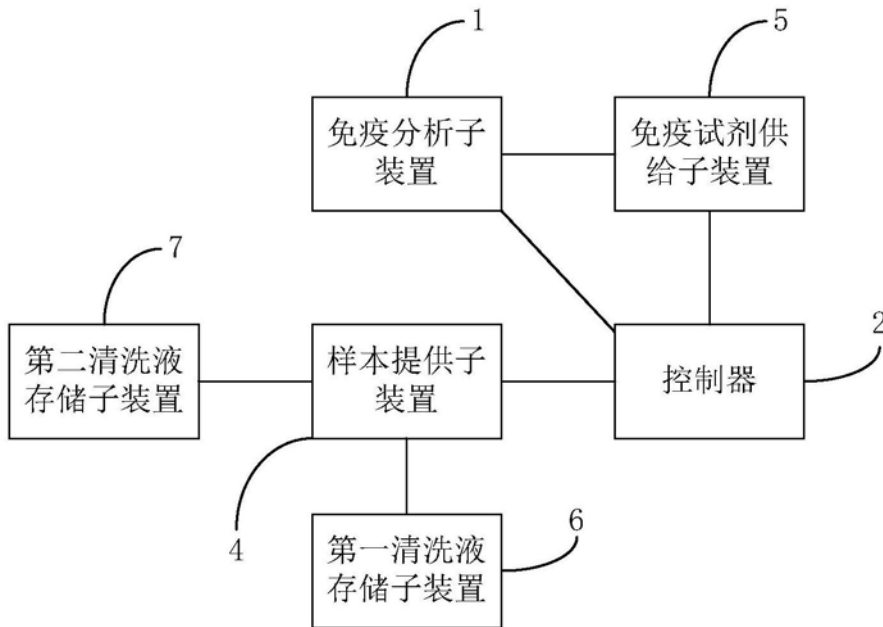 1
5
免疫分析子
装置
免疫试剂供
给子装置
7
2
第二清洗液
存储子装置
样本提供子
装置
控制器
4
6
第一清洗液
存储子装置